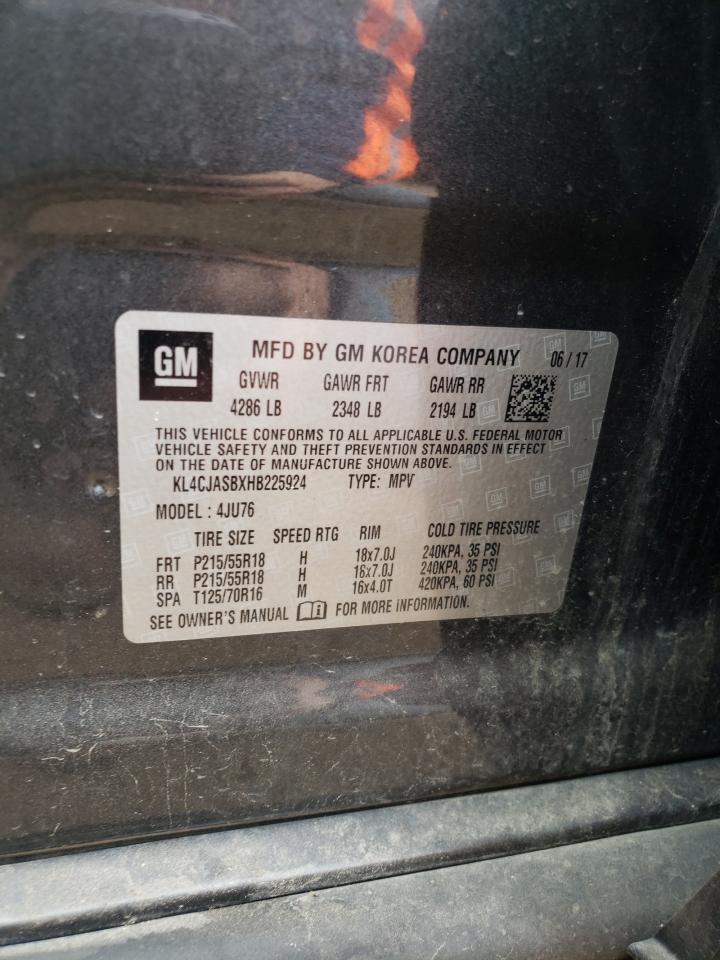 GM MFD BY GM KOREA COMPANY 06 / 17
GVWR GAWR FRT GAWR RR
4286 LB 2348 LB 2194 LB
THIS VEHICLE CONFORMS TO ALL APPLICABLE U.S. FEDERAL MOTOR
VEHICLE SAFETY AND THEFT PREVENTION STANDARDS IN EFFECT
ON THE DATE OF MANUFACTURE SHOWN ABOVE.
KL4CJASBXHB225924 TYPE: MPV
MODEL : 4JU76
TIRE SIZE SPEED RTG RIM COLD TIRE PRESSURE
FRT P215/55R18 H 18x7.0J 240KPA, 35 PSI
RR P215/55R18 H 18x7.0J 240KPA, 35 PSI
SPA T125/70R16 M 16x4.0T 420KPA, 60 PSI
SEE OWNER'S MANUAL FOR MORE INFORMATION.